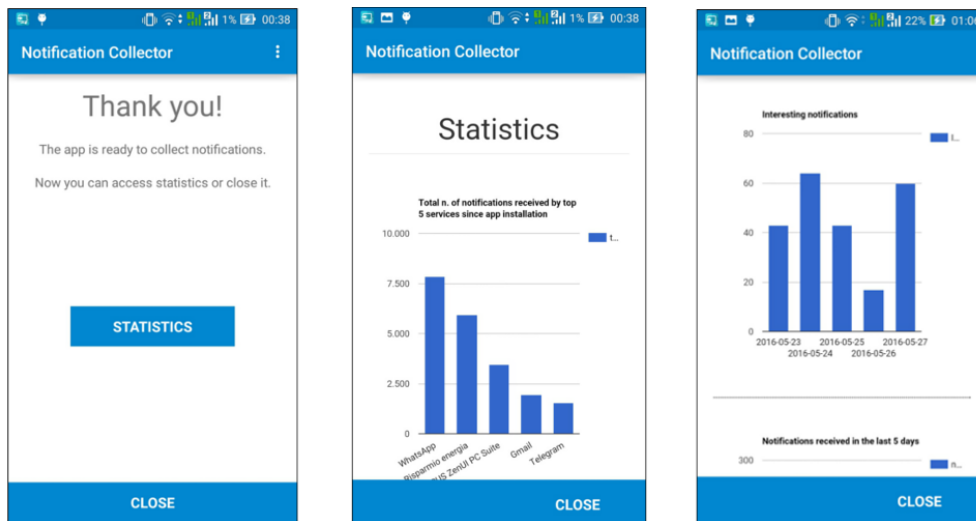 1% 00:38
Notification Collector
Thank you!
The app is ready to collect notifications.
Now you can access statistics or close it.
STATISTICS
CLOSE
1% 00:38
Notification Collector
Statistics
Total n. of notifications received by top
5 services since app installation
10.000
t...
7.500
5.000
2.500
0
WhatsApp
Risparmio energia
ZenUI PC Suite
Gmail
Telegram
CLOSE
22%
Notification Collector
Interesting notifications
80
I...
60
40
20
0
2016-05-23 2016-05-25 2016-05-27
2016-05-24 2016-05-26
Notifications received in the last 5 days
300
n...
CLOSE